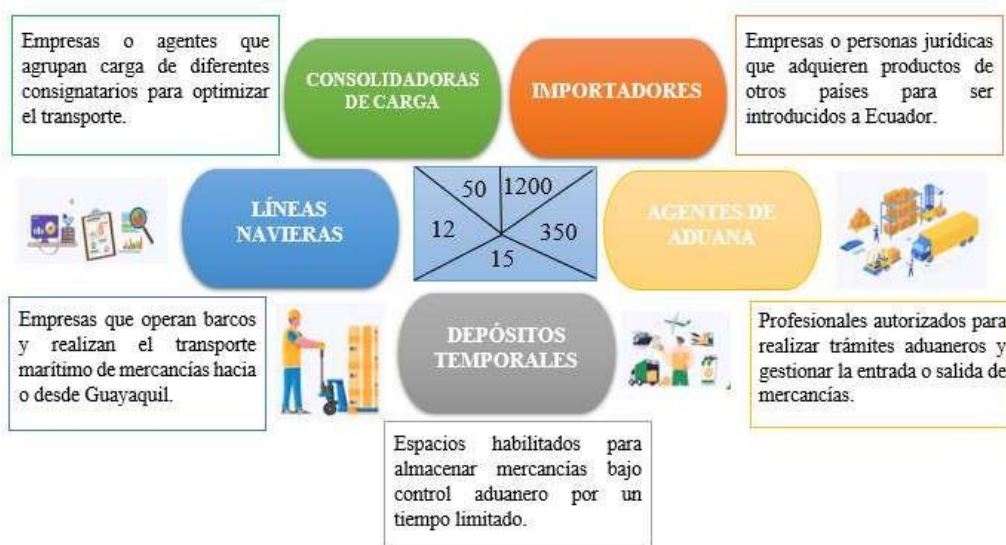 Empresas o agentes que
agrupan carga de diferentes
consignatarios para optimizar
el transporte.
CONSOLIDADORAS
DE CARGA
IMPORTADORES
Empresas o personas jurídicas
que adquieren productos de
otros países para ser
introducidos a Ecuador.
LÍNEAS
NAVIERAS
50
1200
12
350
15
AGENTES DE
ADUANA
Empresas que operan barcos
y realizan el transporte
marítimo de mercancías hacia
o desde Guayaquil.
DEPÓSITOS
TEMPORALES
Profesionales autorizados para
realizar trámites aduaneros y
gestionar la entrada o salida de
mercancías.
Espacios habilitados para
almacenar mercancías bajo
control aduanero por un
tiempo limitado.